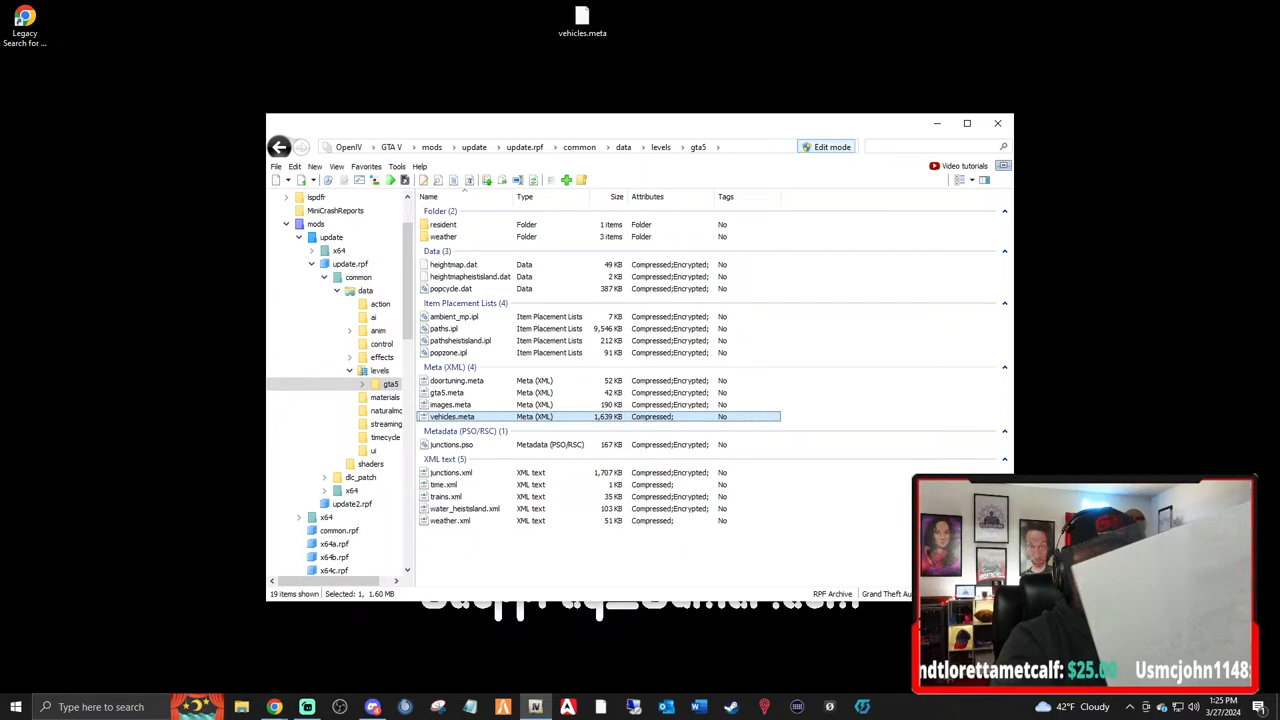 Legacy
Search for ...
vehicles.meta
OpenIV > GTA V > mods > update > update.rpf > common > data > levels > gta5 >
Edit mode
File Edit New View Favorites Tools Help
Video tutorials
lspdfr
MiniCrashReports
mods
update
x64
update.rpf
common
data
action
ai
anim
control
effects
levels
gta5
materials
naturalmo
streaming
timecycle
ui
shaders
dlc_patch
x64
update2.rpf
x64
common.rpf
x64a.rpf
x64b.rpf
x64c.rpf
Name Type Size Attributes Tags
Folder (2)
resident Folder 1 items Folder No
weather Folder 3 items Folder No
Data (3)
heightmap.dat Data 49 KB Compressed;Encrypted; No
heightmapheistisland.dat Data 2 KB Compressed;Encrypted; No
popcycle.dat Data 387 KB Compressed;Encrypted; No
Item Placement Lists (4)
ambient_mp.ipl Item Placement Lists 7 KB Compressed;Encrypted; No
paths.ipl Item Placement Lists 9,546 KB Compressed;Encrypted; No
pathsheistisland.ipl Item Placement Lists 212 KB Compressed;Encrypted; No
popzone.ipl Item Placement Lists 91 KB Compressed;Encrypted; No
Meta (XML) (4)
doortuning.meta Meta (XML) 52 KB Compressed;Encrypted; No
gta5.meta Meta (XML) 42 KB Compressed;Encrypted; No
images.meta Meta (XML) 190 KB Compressed;Encrypted; No
vehicles.meta Meta (XML) 1,639 KB Compressed; No
Metadata (PSO/RSC) (1)
junctions.pso Metadata (PSO/RSC) 167 KB Compressed;Encrypted; No
XML text (5)
junctions.xml XML text 1,707 KB Compressed;Encrypted; No
time.xml XML text 1 KB Compressed;Encrypted; No
trains.xml XML text 35 KB Compressed;Encrypted; No
water_heistisland.xml XML text 103 KB Compressed;Encrypted; No
weather.xml XML text 51 KB Compressed; No
19 items shown Selected: 1, 1.60 MB
RPF Archive Grand Theft Au
ndtlorettametcalf: $25.00 Usmcjohn1148:
Type here to search
42°F Cloudy
1:25 PM
3/27/2024